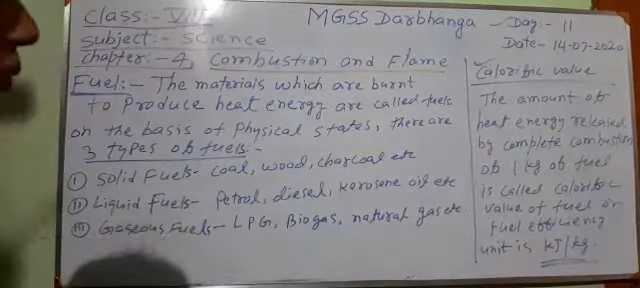 Class:- VIII
MGSS Darbhanga
Day:- 11
Subject:- Science
Date- 14-07-2020
Chapter:- 4, Combustion and Flame
Fuel:- The materials which are burnt
to Produce heat energy are called fuels
on the basis of Physical states, there are
3 types of fuels:-
(I) Solid Fuels- Coal, wood, charcoal etc
(II) Liquid Fuels- Petrol, diesel, Kerosene oil etc
(III) Gaseous Fuels- LPG, Biogas, natural gas etc.
Calorific value
The amount of
heat energy released
by complete combustion
of 1 kg of fuel
is called calorific
value of fuel or
fuel efficiency
unit is KJ/kg.